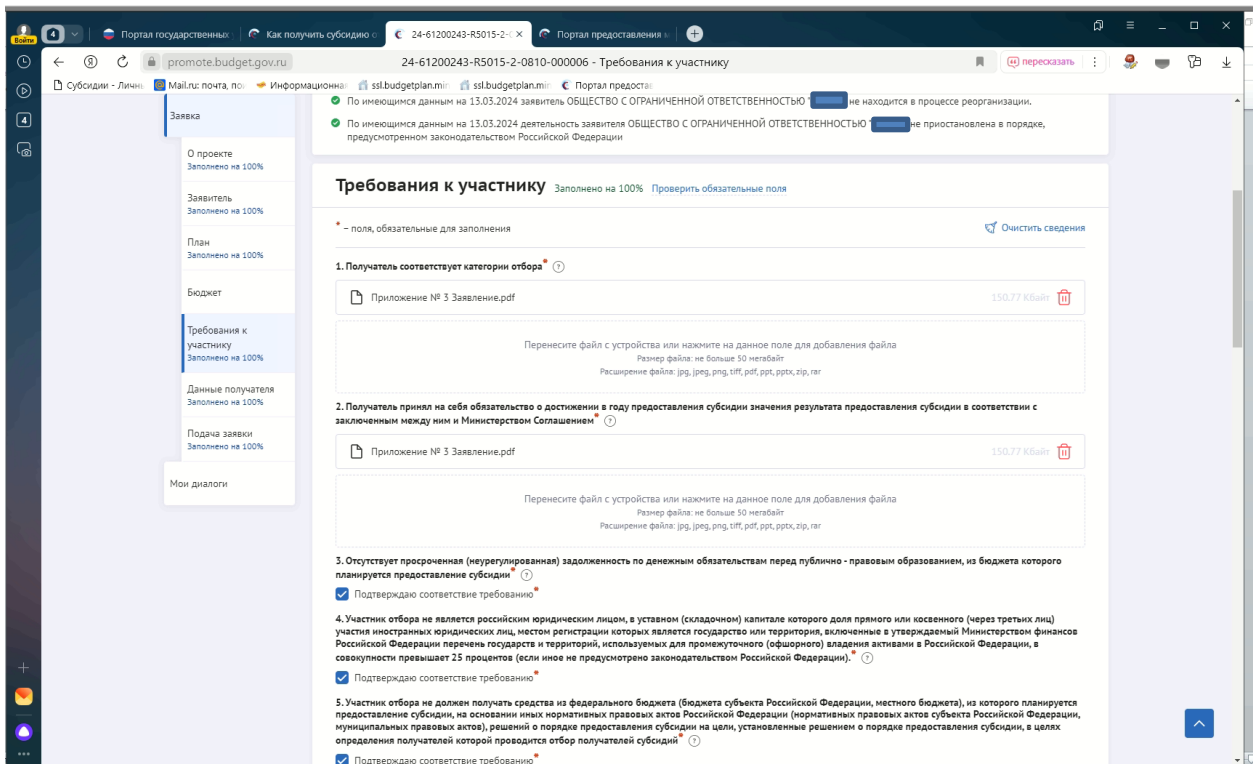 Войти
4
Портал государственных
Как получить субсидию о
24-61200243-R5015-2-0
Портал предоставления м
promote.budget.gov.ru
24-61200243-R5015-2-0810-000006 - Требования к участнику
пересказать
Субсидии - Личн
Mail.ru: почта, по
Информационна
ssl.budgetplan.min
ssl.budgetplan.min
Портал предостав
4
Заявка
О проекте
Заполнено на 100%
Заявитель
Заполнено на 100%
План
Заполнено на 100%
Бюджет
Требования к
участнику
Заполнено на 100%
Данные получателя
Заполнено на 100%
Подача заявки
Заполнено на 100%
Мои диалоги
По имеющимся данным на 13.03.2024 заявитель ОБЩЕСТВО С ОГРАНИЧЕННОЙ ОТВЕТСТВЕННОСТЬЮ " не находится в процессе реорганизации.
По имеющимся данным на 13.03.2024 деятельность заявителя ОБЩЕСТВО С ОГРАНИЧЕННОЙ ОТВЕТСТВЕННОСТЬЮ " не приостановлена в порядке,
предусмотренном законодательством Российской Федерации
Требования к участнику Заполнено на 100% Проверить обязательные поля
* – поля, обязательные для заполнения
Очистить сведения
1. Получатель соответствует категории отбора* ?
Приложение № 3 Заявление.pdf 150,77 Кбайт
Перенесите файл с устройства или нажмите на данное поле для добавления файла
Размер файла: не больше 50 мегабайт
Расширение файла: jpg, jpeg, png, tiff, pdf, ppt, pptx, zip, rar
2. Получатель принял на себя обязательство о достижении в году предоставления субсидии значения результата предоставления субсидии в соответствии с
заключенным между ним и Министерством Соглашением* ?
Приложение № 3 Заявление.pdf 150,77 Кбайт
Перенесите файл с устройства или нажмите на данное поле для добавления файла
Размер файла: не больше 50 мегабайт
Расширение файла: jpg, jpeg, png, tiff, pdf, ppt, pptx, zip, rar
3. Отсутствует просроченная (неурегулированная) задолженность по денежным обязательствам перед публично - правовым образованием, из бюджета которого
планируется предоставление субсидии* ?
Подтверждаю соответствие требованию*
4. Участник отбора не является российским юридическим лицом, в уставном (складочном) капитале которого доля прямого или косвенного (через третьих лиц)
участия иностранных юридических лиц, местом регистрации которых является государство или территория, включенные в утверждаемый Министерством финансов
Российской Федерации перечень государств и территорий, используемых для промежуточного (офшорного) владения активами в Российской Федерации, в
совокупности превышает 25 процентов (если иное не предусмотрено законодательством Российской Федерации).* ?
Подтверждаю соответствие требованию*
5. Участник отбора не должен получать средства из федерального бюджета (бюджета субъекта Российской Федерации, местного бюджета), из которого планируется
предоставление субсидии, на основании иных нормативных правовых актов Российской Федерации (нормативных правовых актов субъекта Российской Федерации,
муниципальных правовых актов), решений о порядке предоставления субсидии на цели, установленные решением о порядке предоставления субсидии, в целях
определения получателей которой проводится отбор получателей субсидий* ?
Подтверждаю соответствие требованию*